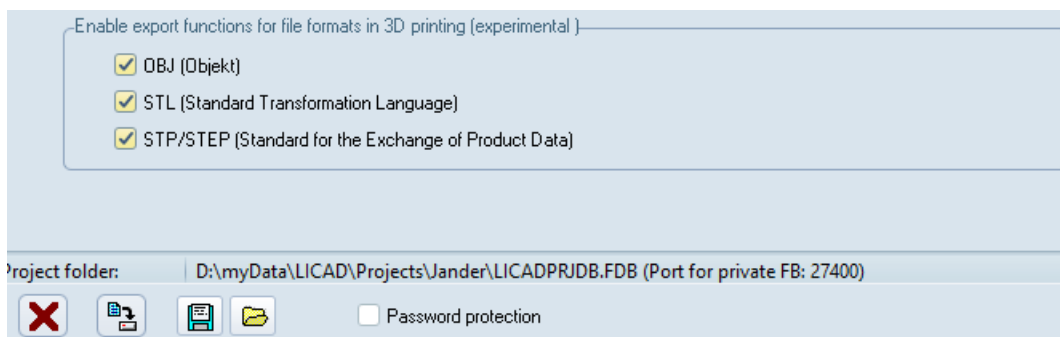 Enable export functions for file formats in 3D printing (experimental )
OBJ (Objekt)
STL (Standard Transformation Language)
STP/STEP (Standard for the Exchange of Product Data)
Project folder: D:\myData\LICAD\Projects\Jander\LICADPRJDB.FDB (Port for private FB: 27400)
Password protection